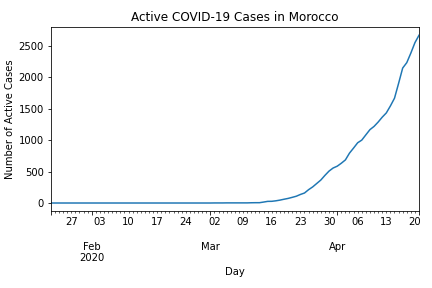 Active COVID-19 Cases in Morocco
Number of Active Cases
2500
2000
1500
1000
500
0
27 03 10 17 24 02 09 16 23 30 06 13 20
Feb Mar Apr
2020
Day